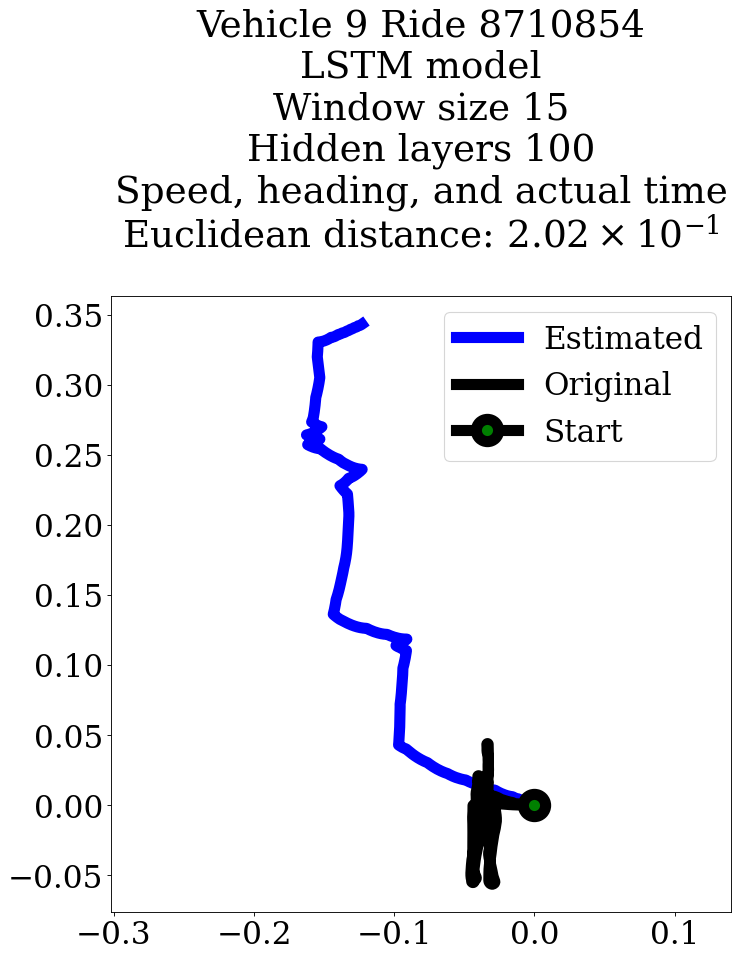 Vehicle 9 Ride 8710854
LSTM model
Window size 15
Hidden layers 100
Speed, heading, and actual time
Euclidean distance: 2.02 × 10⁻¹
0.35
0.30
0.25
0.20
0.15
0.10
0.05
0.00
−0.05
Estimated
Original
Start
−0.3 −0.2 −0.1 0.0 0.1